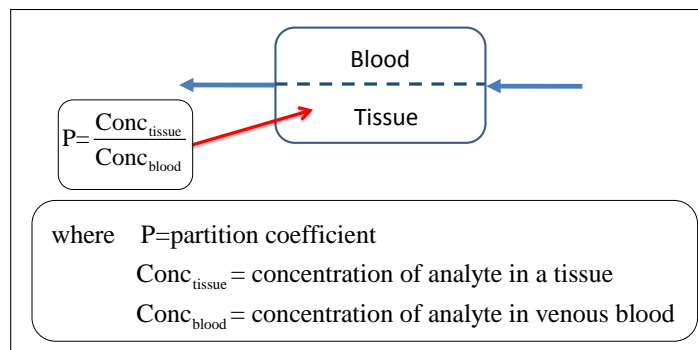 Blood
Tissue
P=Conc_tissue/Conc_blood
where P=partition coefficient
Conc_tissue = concentration of analyte in a tissue
Conc_blood = concentration of analyte in venous blood